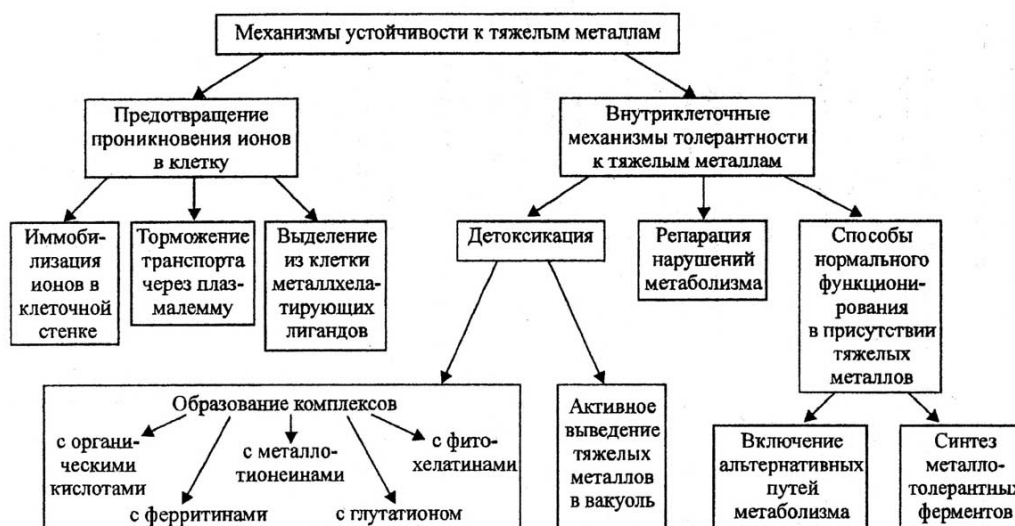 Механизмы устойчивости к тяжелым металлам
Предотвращение
проникновения ионов
в клетку
Внутриклеточные
механизмы толерантности
к тяжелым металлам
Иммоби-
лизация
ионов в
клеточной
стенке
Торможение
транспорта
через плаз-
малемму
Выделение
из клетки
металлхела-
тирующих
лигандов
Детоксикация
Репарация
нарушений
метаболизма
Способы
нормального
функциони-
рования
в присутствии
тяжелых
металлов
Образование комплексов
с органи-
ческими
кислотами
с ферритинами
с металло-
тионеинами
с глутатионом
с фито-
хелатинами
Активное
выведение
тяжелых
металлов
в вакуоль
Включение
альтернативных
путей
метаболизма
Синтез
металло-
толерантных
ферментов